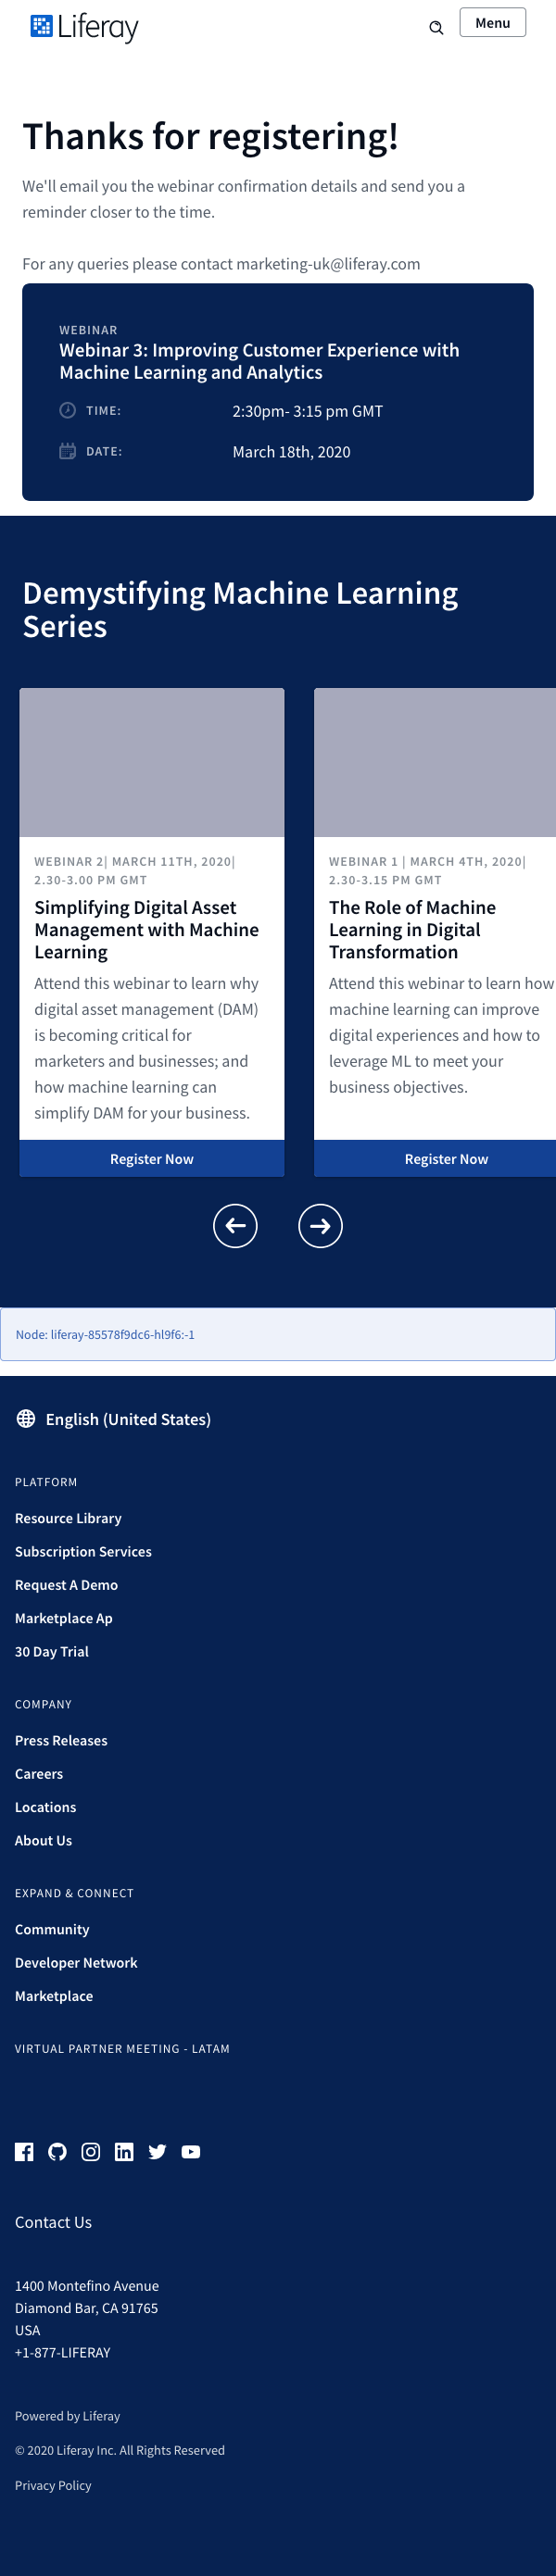 Liferay
Menu
Thanks for registering!
We'll email you the webinar confirmation details and send you a
reminder closer to the time.
For any queries please contact marketing-uk@liferay.com
WEBINAR
Webinar 3: Improving Customer Experience with
Machine Learning and Analytics
TIME:
2:30pm- 3:15 pm GMT
DATE:
March 18th, 2020
Demystifying Machine Learning
Series
WEBINAR 2| MARCH 11TH, 2020|
2.30-3.00 PM GMT
Simplifying Digital Asset
Management with Machine
Learning
Attend this webinar to learn why
digital asset management (DAM)
is becoming critical for
marketers and businesses; and
how machine learning can
simplify DAM for your business.
Register Now
WEBINAR 1 | MARCH 4TH, 2020|
2.30-3.15 PM GMT
The Role of Machine
Learning in Digital
Transformation
Attend this webinar to learn how
machine learning can improve
digital experiences and how to
leverage ML to meet your
business objectives.
Register Now
Node: liferay-85578f9dc6-hl9f6:-1
English (United States)
PLATFORM
Resource Library
Subscription Services
Request A Demo
Marketplace Ap
30 Day Trial
COMPANY
Press Releases
Careers
Locations
About Us
EXPAND & CONNECT
Community
Developer Network
Marketplace
VIRTUAL PARTNER MEETING - LATAM
Contact Us
1400 Montefino Avenue
Diamond Bar, CA 91765
USA
+1-877-LIFERAY
Powered by Liferay
© 2020 Liferay Inc. All Rights Reserved
Privacy Policy